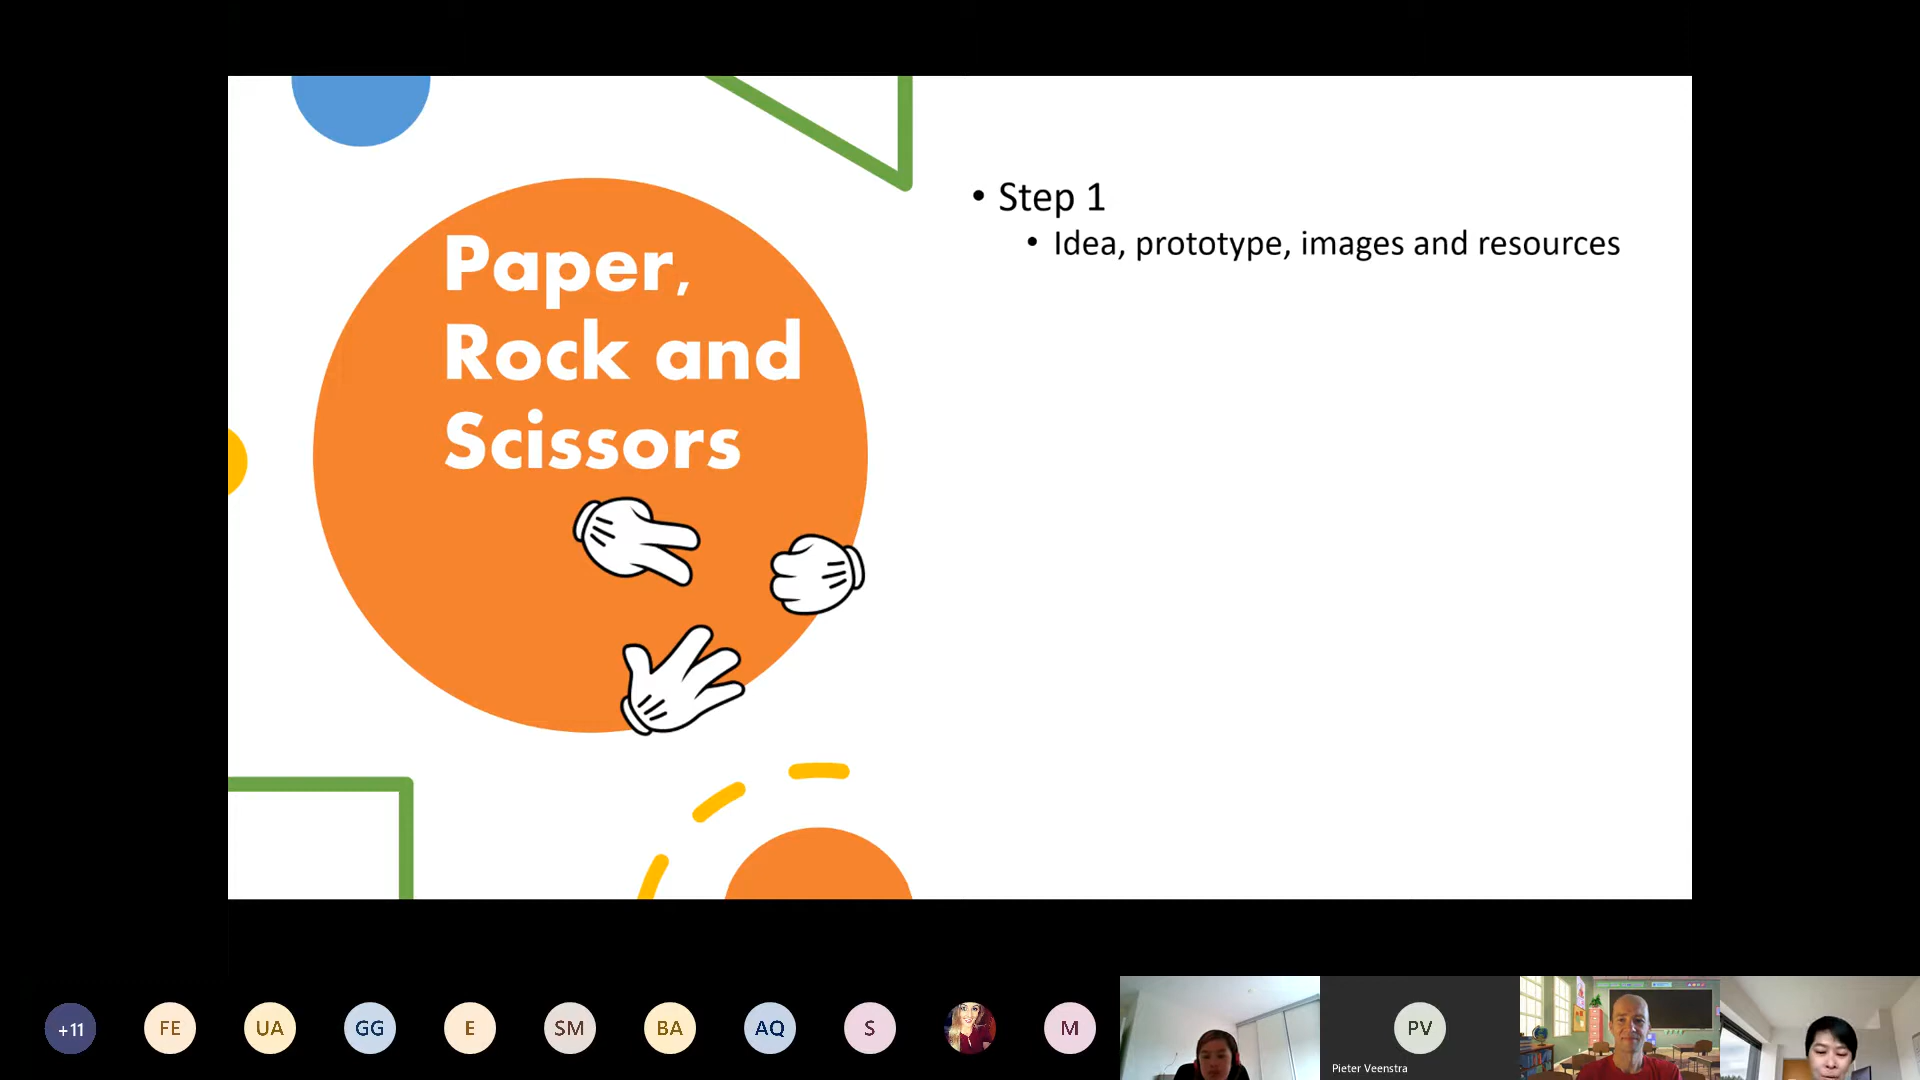 Paper,
Rock and
Scissors
• Step 1
• Idea, prototype, images and resources
+11
FE
UA
GG
E
SM
BA
AQ
S
M
PV
Pieter Veenstra